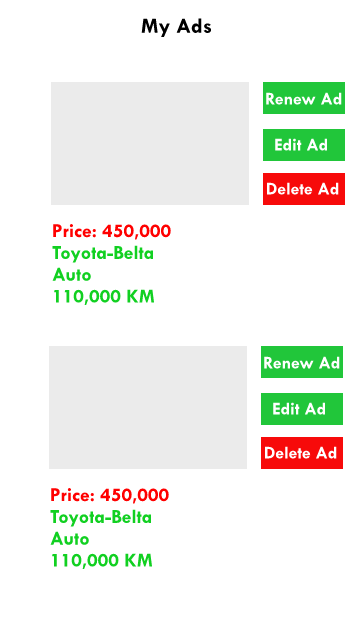 My Ads
Renew Ad
Edit Ad
Delete Ad
Price: 450,000
Toyota-Belta
Auto
110,000 KM
Renew Ad
Edit Ad
Delete Ad
Price: 450,000
Toyota-Belta
Auto
110,000 KM